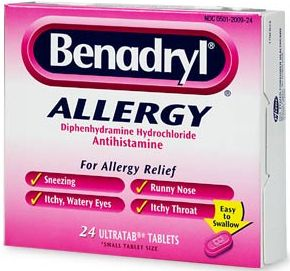 NDC 0501-2009-24
Benadryl®
ALLERGY
Diphenhydramine Hydrochloride
Antihistamine
For Allergy Relief
Sneezing
Runny Nose
Itchy, Watery Eyes
Itchy Throat
Easy to
Swallow
24 ULTRATAB®* TABLETS
*SMALL TABLET SIZE